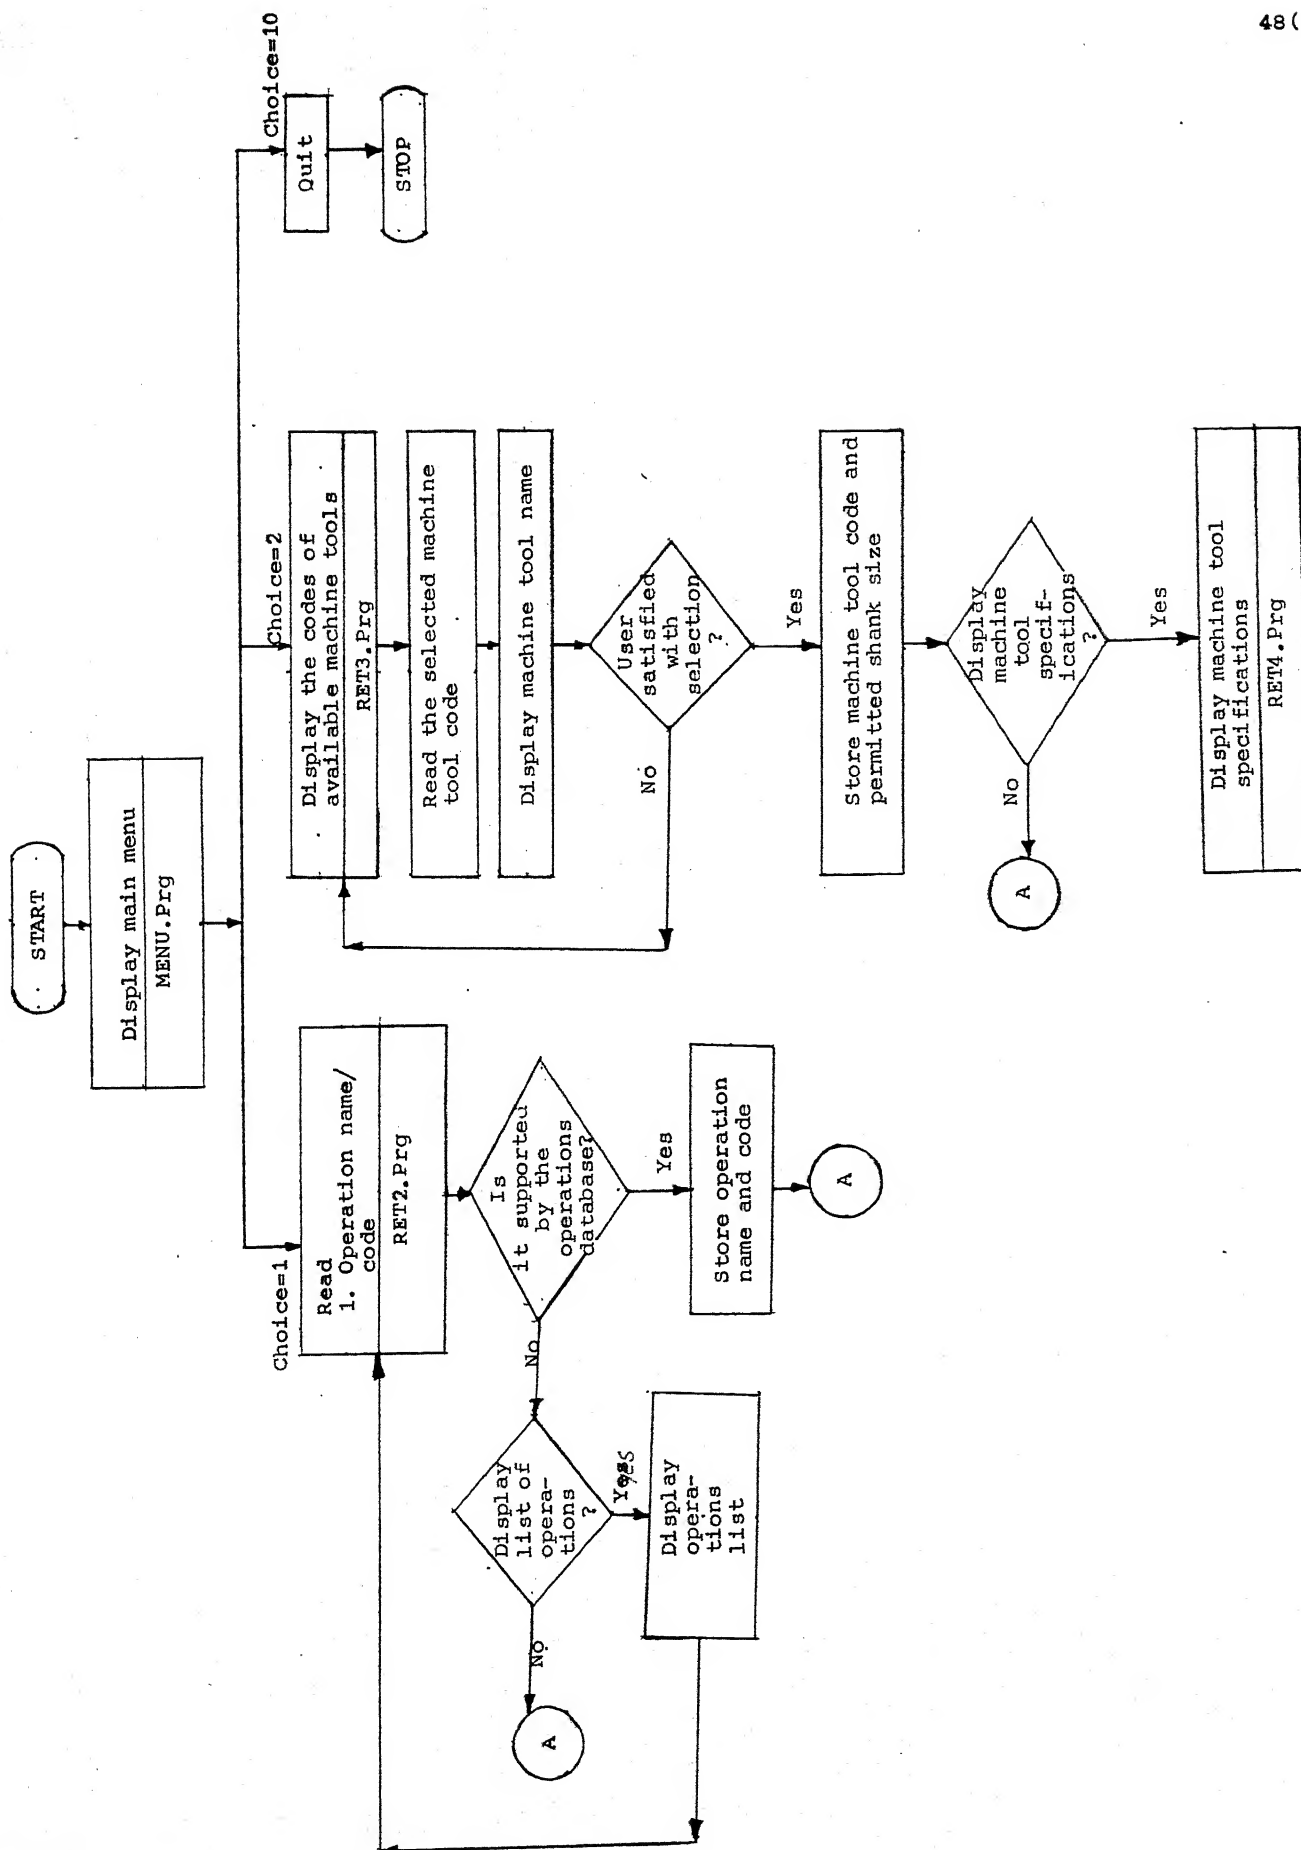 48(
START
Display main menu
MENU.Prg
Choice=1
Read
1. Operation name/
code
RET2.Prg
Is
it supported
by the
operations
database?
No
Yes
Display
list of
opera-
tions
?
No
Yes
Yes
A
Display
opera-
tions
list
Store operation
name and code
A
Choice=2
Display the codes of
available machine tools
RET3.Prg
Read the selected machine
tool code
Display machine tool name
User
satisfied
with
selection
?
No
Yes
Store machine tool code and
permitted shank size
Display
machine
tool
specif-
ications
?
No
Yes
A
Display machine tool
specifications
RET4.Prg
Choice=10
Quit
STOP